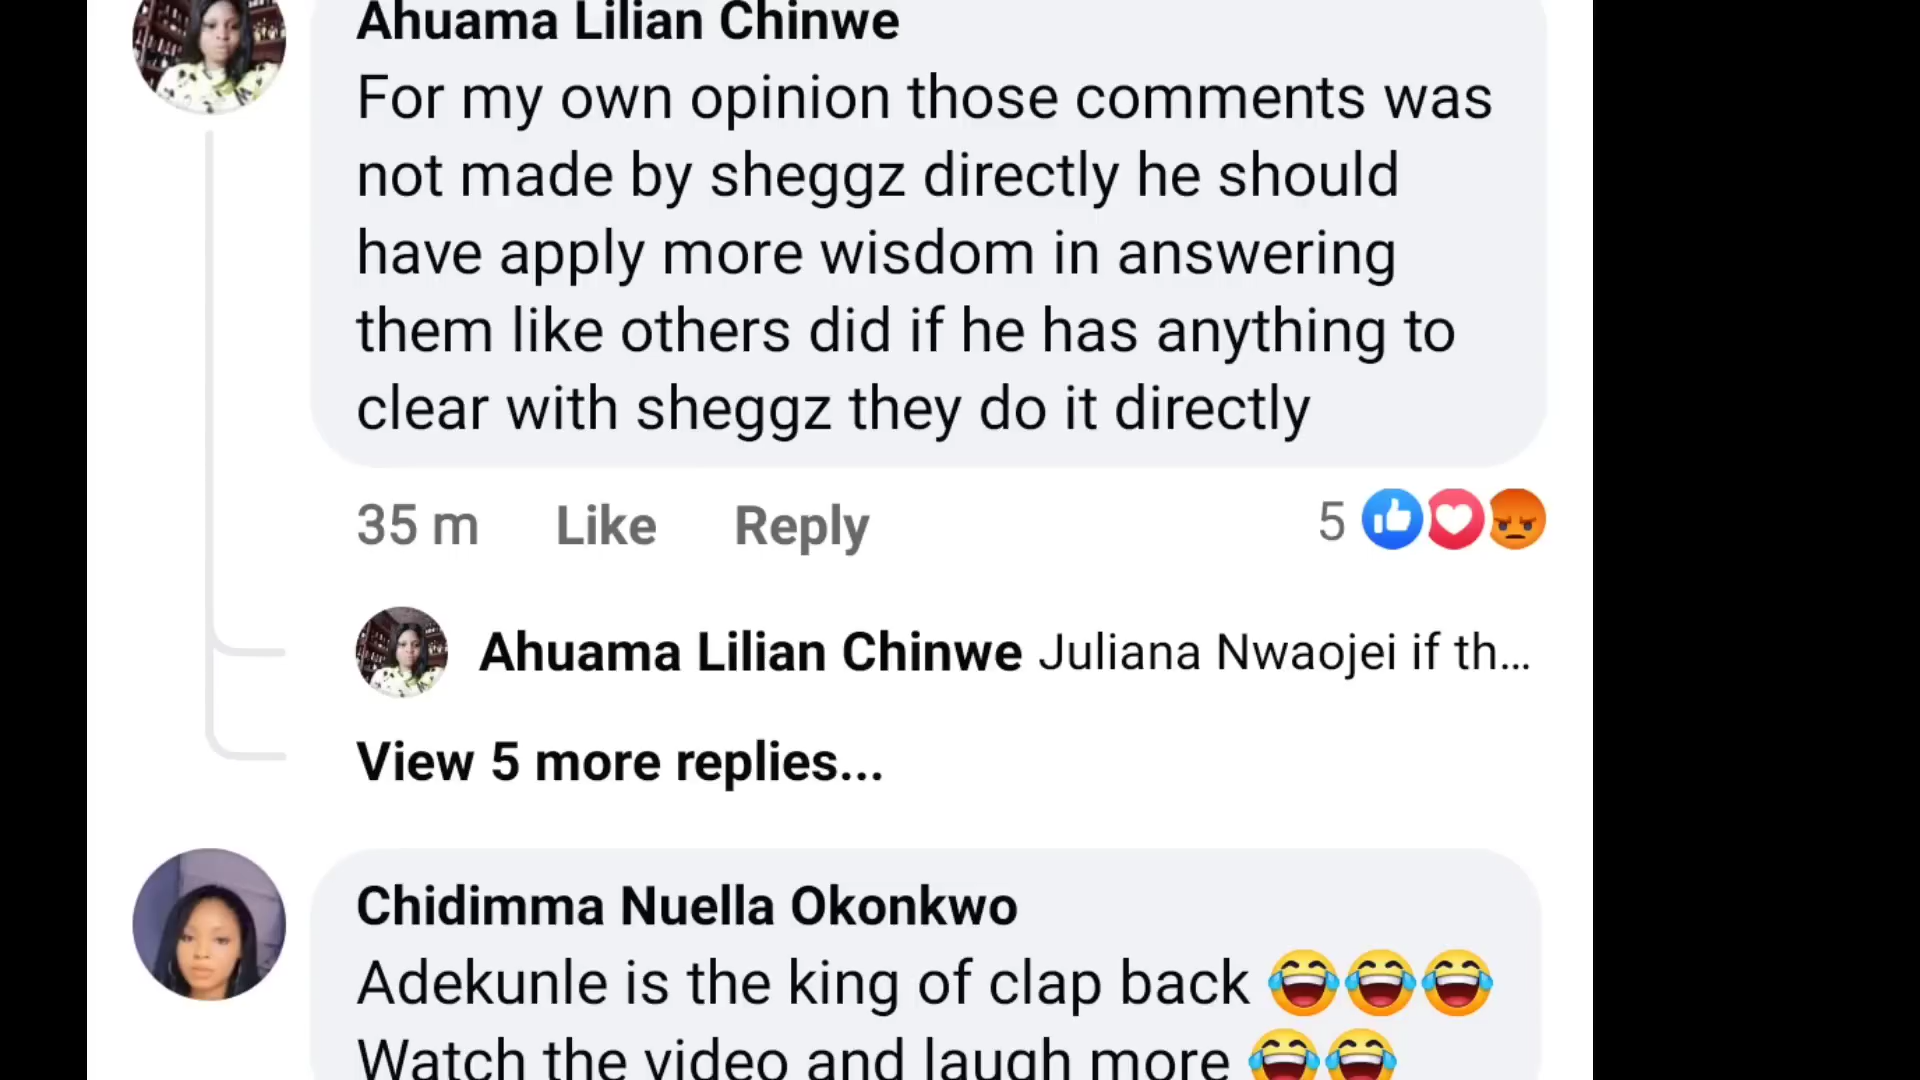 Ahuama Lilian Chinwe
For my own opinion those comments was
not made by sheggz directly he should
have apply more wisdom in answering
them like others did if he has anything to
clear with sheggz they do it directly
35 m Like Reply 5
Ahuama Lilian Chinwe Juliana Nwaojei if th...
View 5 more replies...
Chidimma Nuella Okonkwo
Adekunle is the king of clap back 😂😂😂
Watch the video and laugh more 😂😂